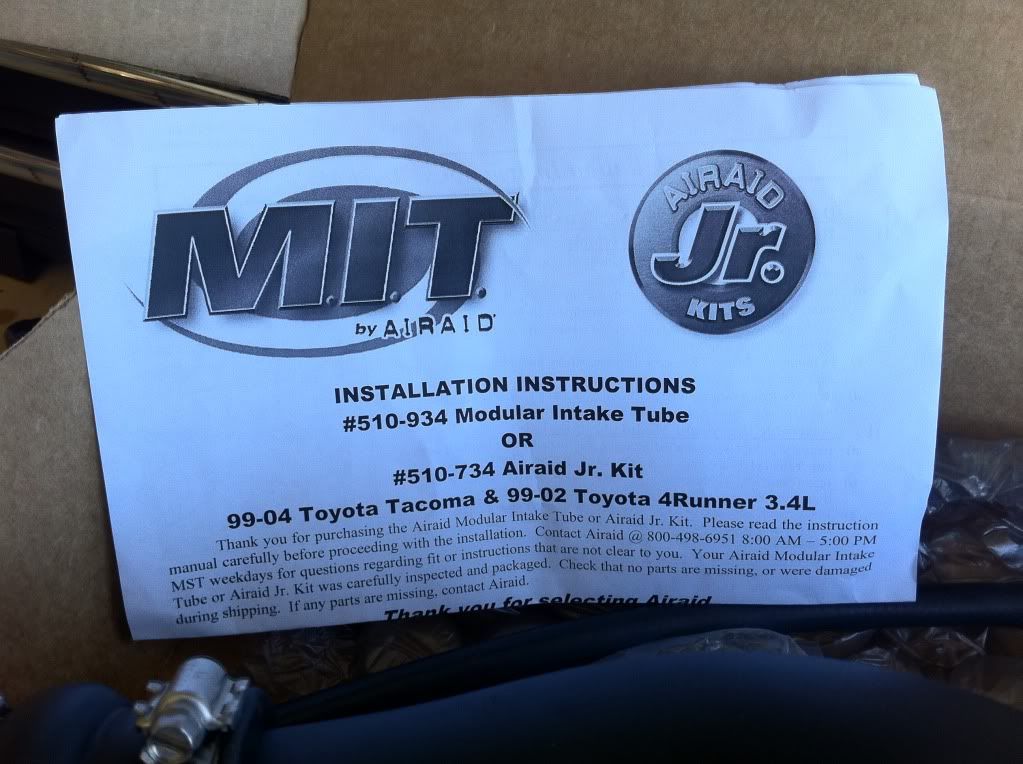 M.I.T.
by AIRAID
AIRAID
Jr.
KITS
INSTALLATION INSTRUCTIONS
#510-934 Modular Intake Tube
OR
#510-734 Airaid Jr. Kit
99-04 Toyota Tacoma & 99-02 Toyota 4Runner 3.4L
Thank you for purchasing the Airaid Modular Intake Tube or Airaid Jr. Kit. Please read the instruction
manual carefully before proceeding with the installation. Contact Airaid @ 800-498-6951 8:00 AM – 5:00 PM
MST weekdays for questions regarding fit or instructions that are not clear to you. Your Airaid Modular Intake
Tube or Airaid Jr. Kit was carefully inspected and packaged. Check that no parts are missing, or were damaged
during shipping. If any parts are missing, contact Airaid.
Thank you for selecting Airaid